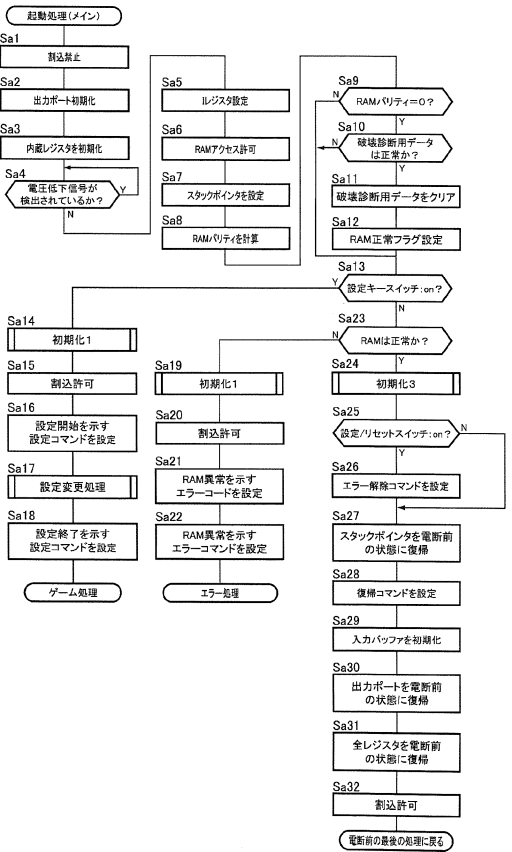 起動処理(メイン)
Sa1
割込禁止
Sa2
出力ポート初期化
Sa3
内蔵レジスタを初期化
Sa4
電圧低下信号が
検出されているか?
Y
N
Sa5
Iレジスタ設定
Sa6
RAMアクセス許可
Sa7
スタックポインタを設定
Sa8
RAMパリティを計算
Sa9
N
RAMパリティ=0?
Y
Sa10
N
破壊診断用データ
は正常か?
Y
Sa11
破壊診断用データをクリア
Sa12
RAM正常フラグ設定
Sa13
Y
設定キースイッチ:on?
N
Sa14
初期化1
Sa15
割込許可
Sa16
設定開始を示す
設定コマンドを設定
Sa17
設定変更処理
Sa18
設定終了を示す
設定コマンドを設定
ゲーム処理
Sa19
初期化1
Sa20
割込許可
Sa21
RAM異常を示す
エラーコードを設定
Sa22
RAM異常を示す
エラーコマンドを設定
エラー処理
Sa23
N
RAMは正常か?
Y
Sa24
初期化3
Sa25
設定/リセットスイッチ:on?
N
Y
Sa26
エラー解除コマンドを設定
Sa27
スタックポインタを電断前
の状態に復帰
Sa28
復帰コマンドを設定
Sa29
入力バッファを初期化
Sa30
出力ポートを電断前
の状態に復帰
Sa31
全レジスタを電断前
の状態に復帰
Sa32
割込許可
電断前の最後の処理に戻る